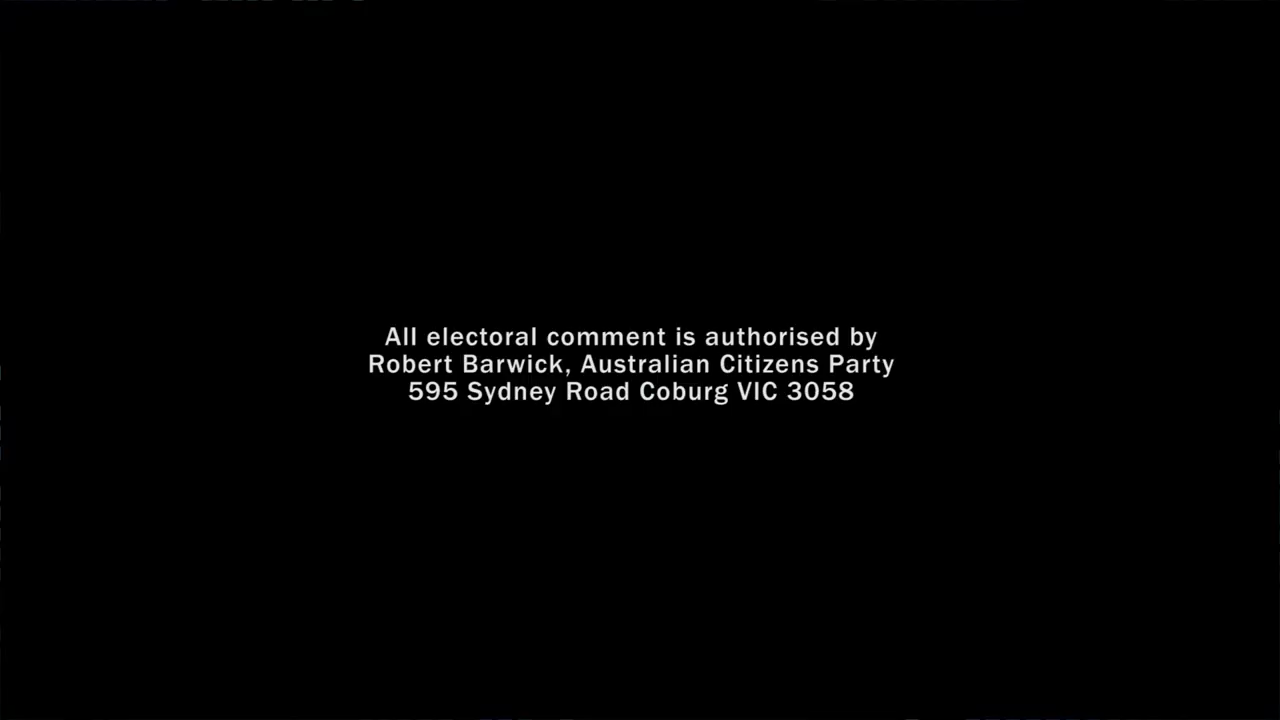 All electoral comment is authorised by
Robert Barwick, Australian Citizens Party
595 Sydney Road Coburg VIC 3058